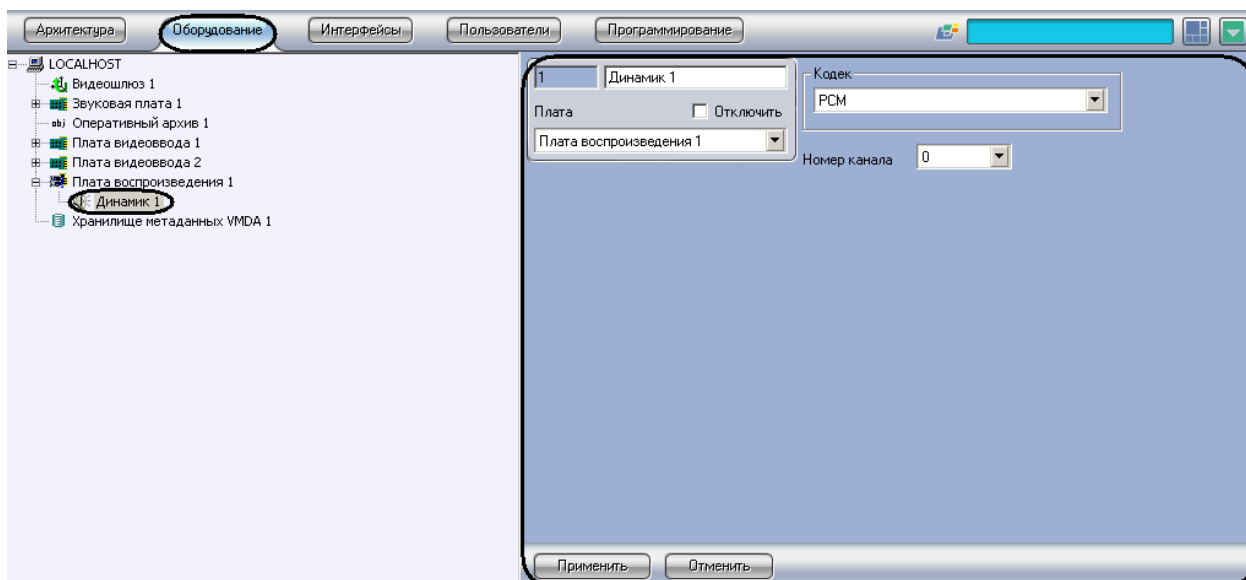 Архитектура Оборудование Интерфейсы Пользователи Программирование
LOCALHOST
Видеошлюз 1
Звуковая плата 1
obj Оперативный архив 1
Плата видеоввода 1
Плата видеоввода 2
Плата воспроизведения 1
Динамик 1
Хранилище метаданных VMDA 1
1 Динамик 1
Плата Отключить
Плата воспроизведения 1
Кодек
PCM
Номер канала 0
Применить Отменить